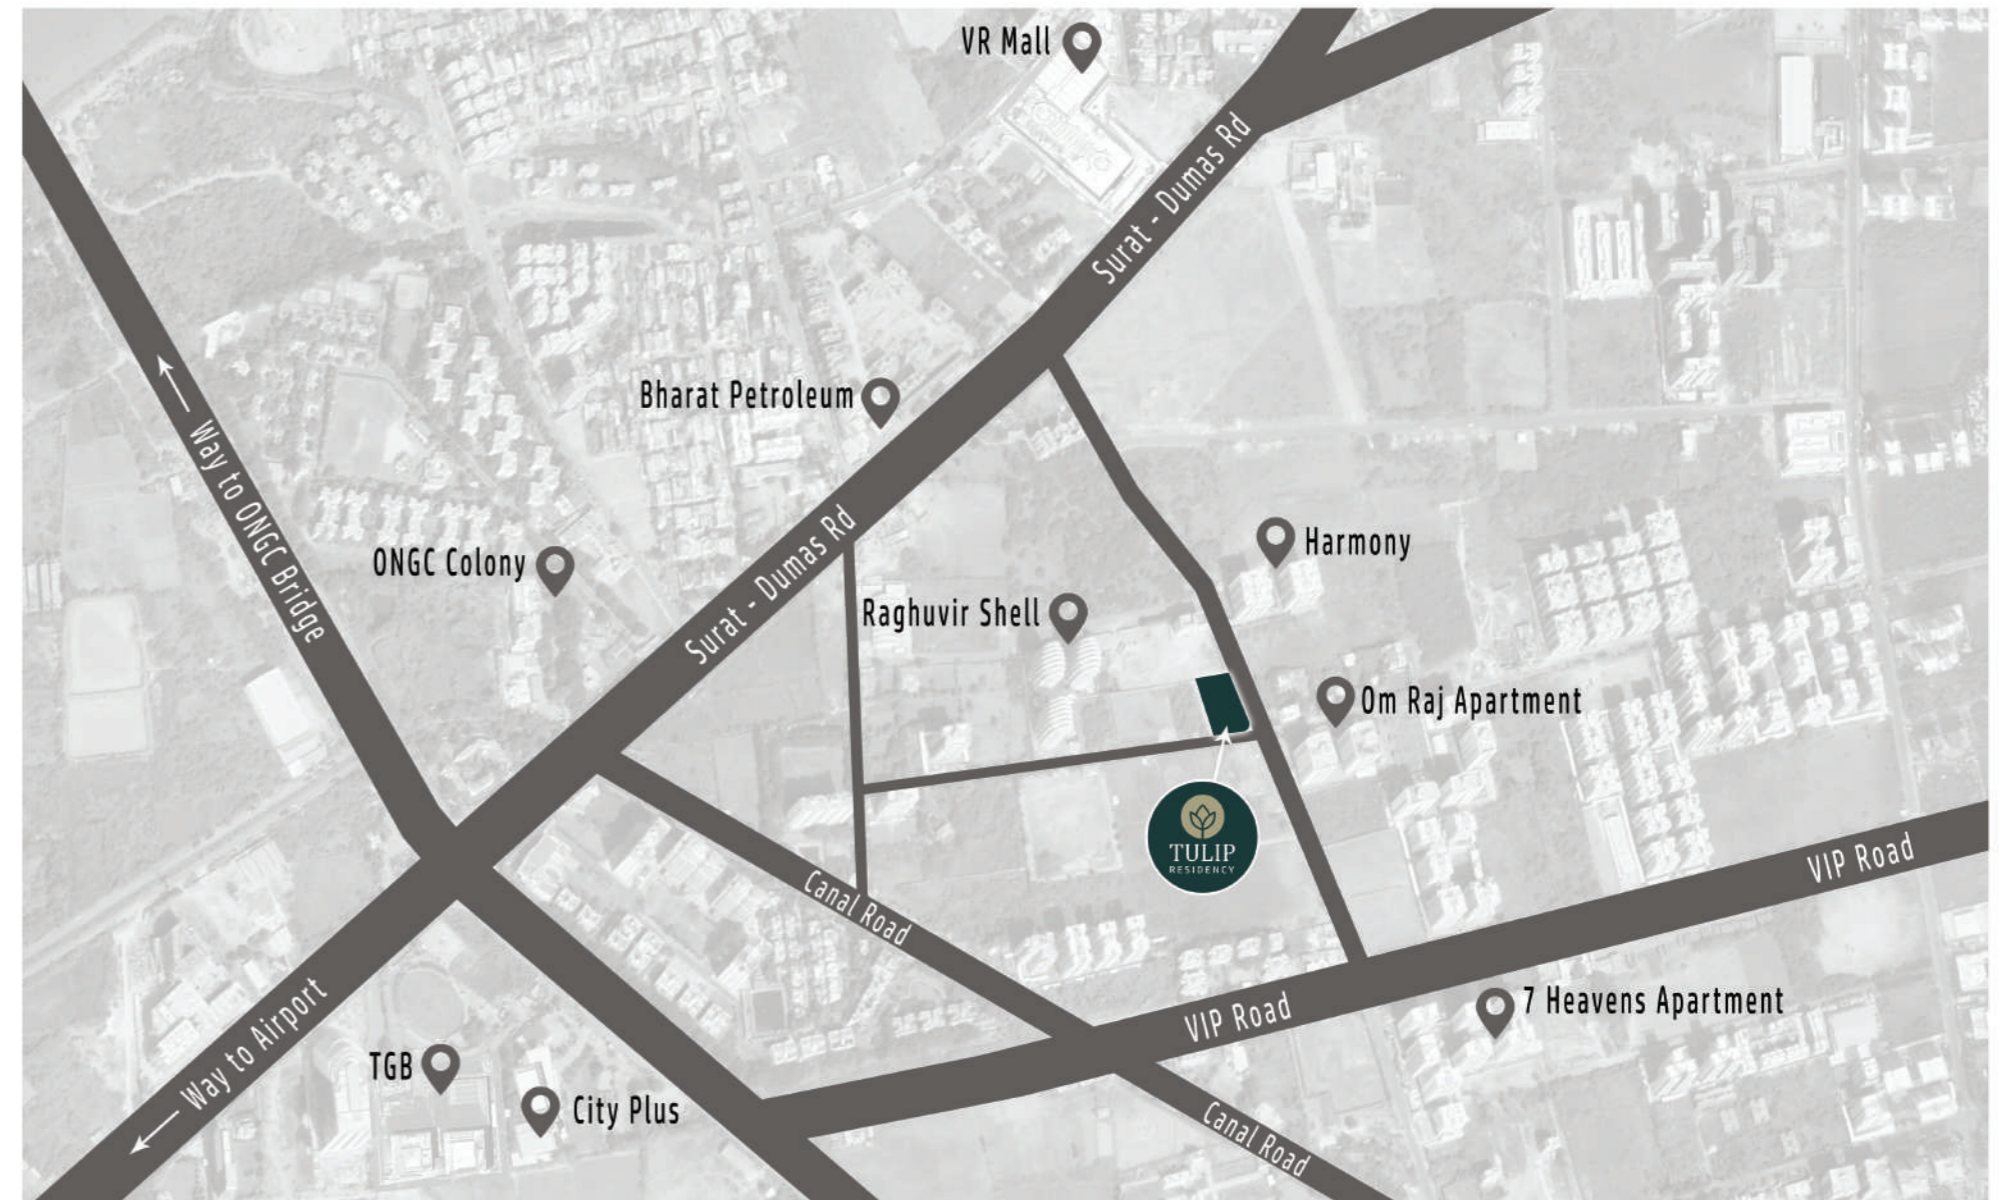 VR Mall
Surat - Dumas Rd
Bharat Petroleum
Way to ONGC Bridge
Surat - Dumas Rd
ONGC Colony
Harmony
Raghuvir Shell
Om Raj Apartment
TULIP
RESIDENCY
VIP Road
Canal Road
7 Heavens Apartment
VIP Road
Way to Airport
TGB
City Plus
Canal Road